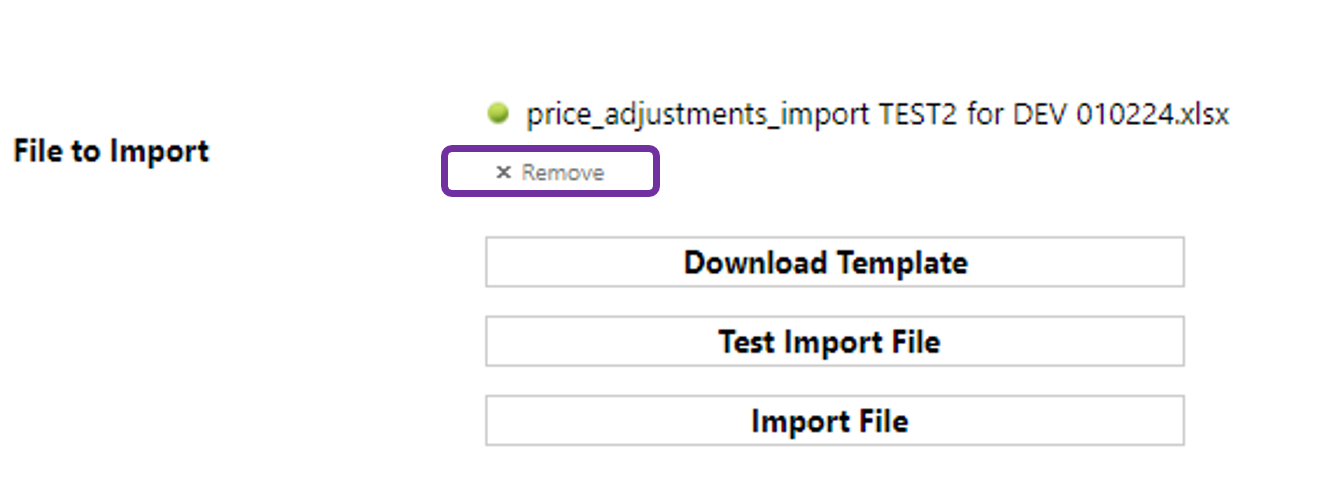 price_adjustments_import TEST2 for DEV 010224.xlsx
File to Import
× Remove
Download Template
Test Import File
Import File